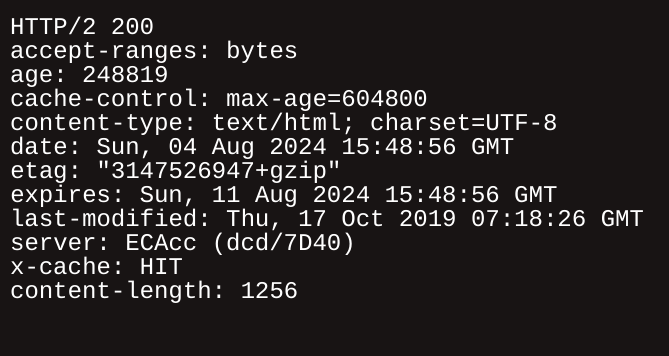 HTTP/2 200
accept-ranges: bytes
age: 248819
cache-control: max-age=604800
content-type: text/html; charset=UTF-8
date: Sun, 04 Aug 2024 15:48:56 GMT
etag: "3147526947+gzip"
expires: Sun, 11 Aug 2024 15:48:56 GMT
last-modified: Thu, 17 Oct 2019 07:18:26 GMT
server: ECAcc (dcd/7D40)
x-cache: HIT
content-length: 1256